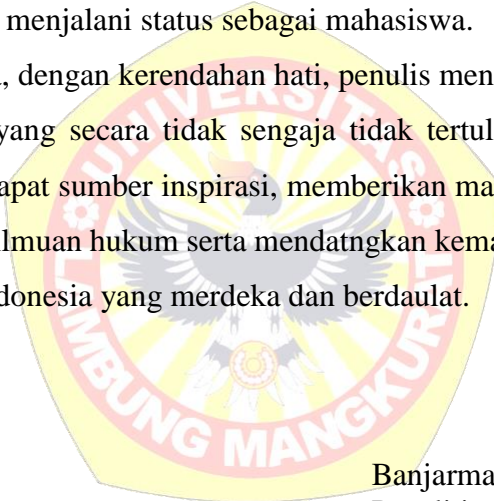 menjalani status sebagai mahasiswa.
, dengan kerendahan hati, penulis men
yang secara tidak sengaja tidak tertul
apat sumber inspirasi, memberikan ma
ilmuan hukum serta mendatngkan kema
donesia yang merdeka dan berdaulat.
UNIVERSITAS
LAMBUNG MANGKURAT
Banjarma